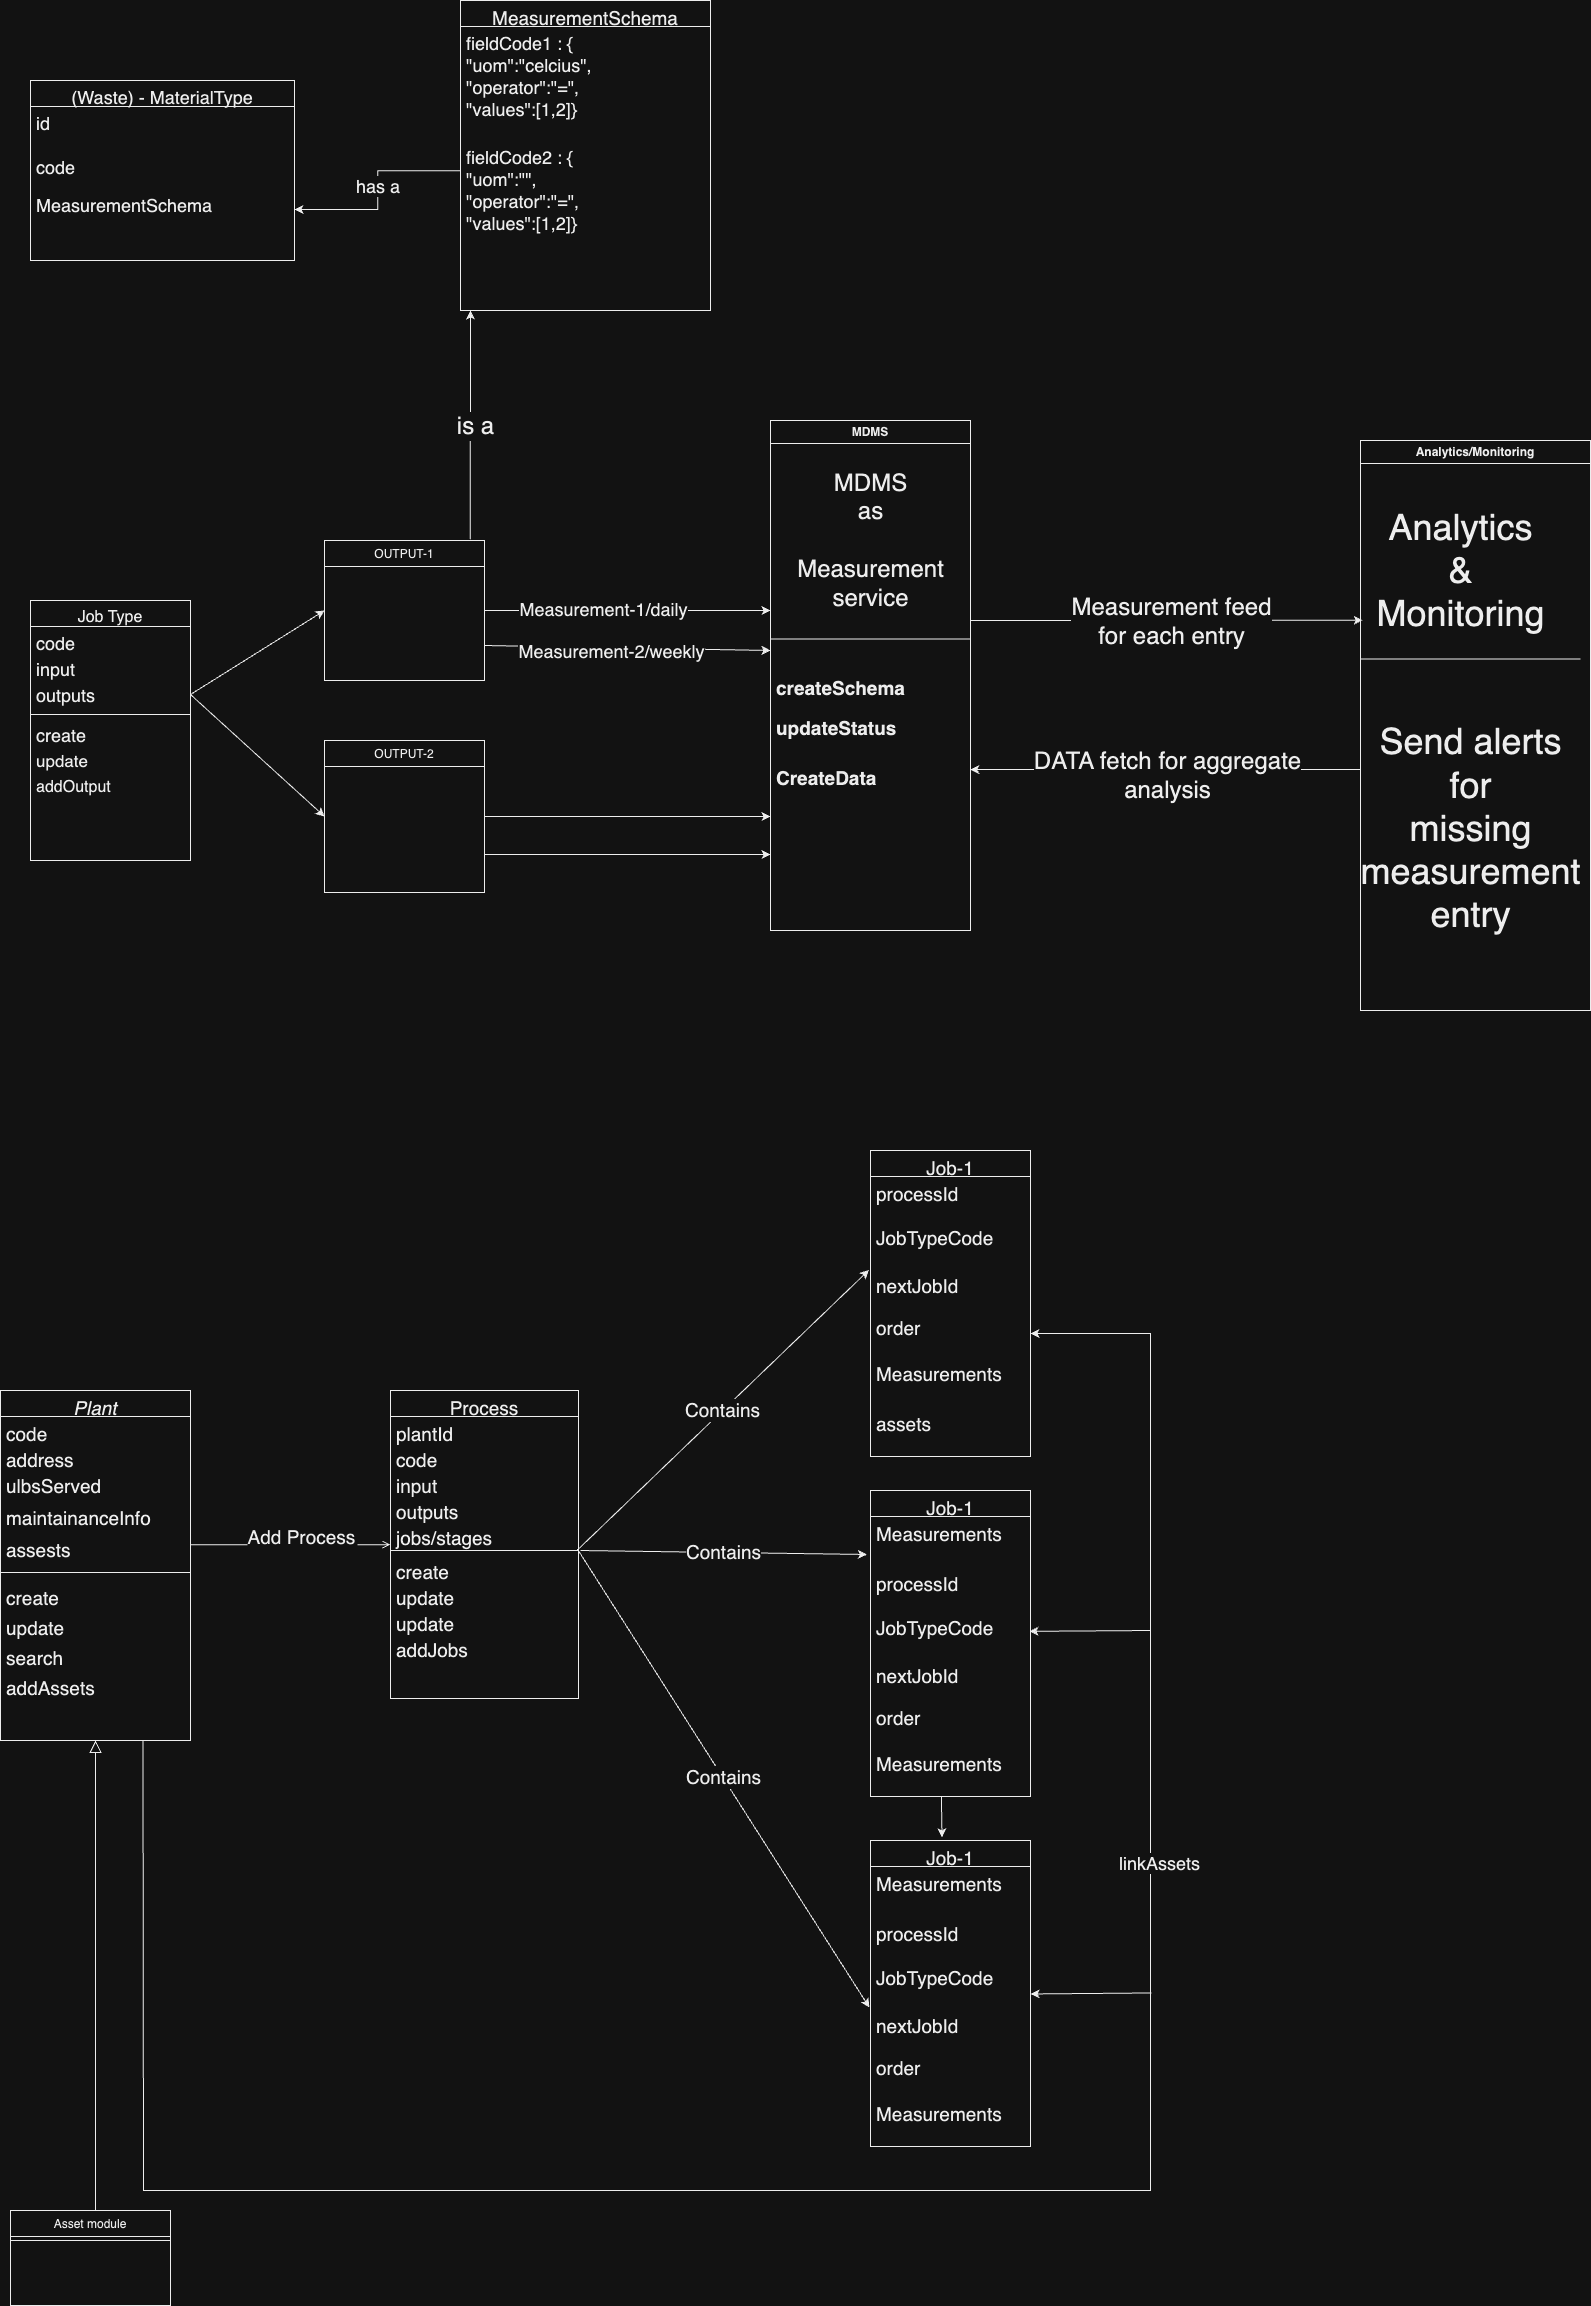 MeasurementSchema
fieldCode1 : {
"uom":"celcius",
"operator":"=",
"values":[1,2]}
fieldCode2 : {
"uom":"",
"operator":"=",
"values":[1,2]}
(Waste) - MaterialType
id
code
MeasurementSchema
has a
is a
Job Type
code
input
outputs
create
update
addOutput
OUTPUT-1
OUTPUT-2
Measurement-1/daily
Measurement-2/weekly
MDMS
MDMS
as
Measurement
service
createSchema
updateStatus
CreateData
Measurement feed
for each entry
DATA fetch for aggregate
analysis
Analytics/Monitoring
Analytics
&
Monitoring
Send alerts
for
missing
measurement
entry
Plant
code
address
ulbsServed
maintainanceInfo
assests
create
update
search
addAssets
Add Process
Process
plantId
code
input
outputs
jobs/stages
create
update
update
addJobs
Contains
Contains
Contains
Job-1
processId
JobTypeCode
nextJobId
order
Measurements
assets
Job-1
Measurements
processId
JobTypeCode
nextJobId
order
Measurements
Job-1
Measurements
processId
JobTypeCode
nextJobId
order
Measurements
linkAssets
Asset module